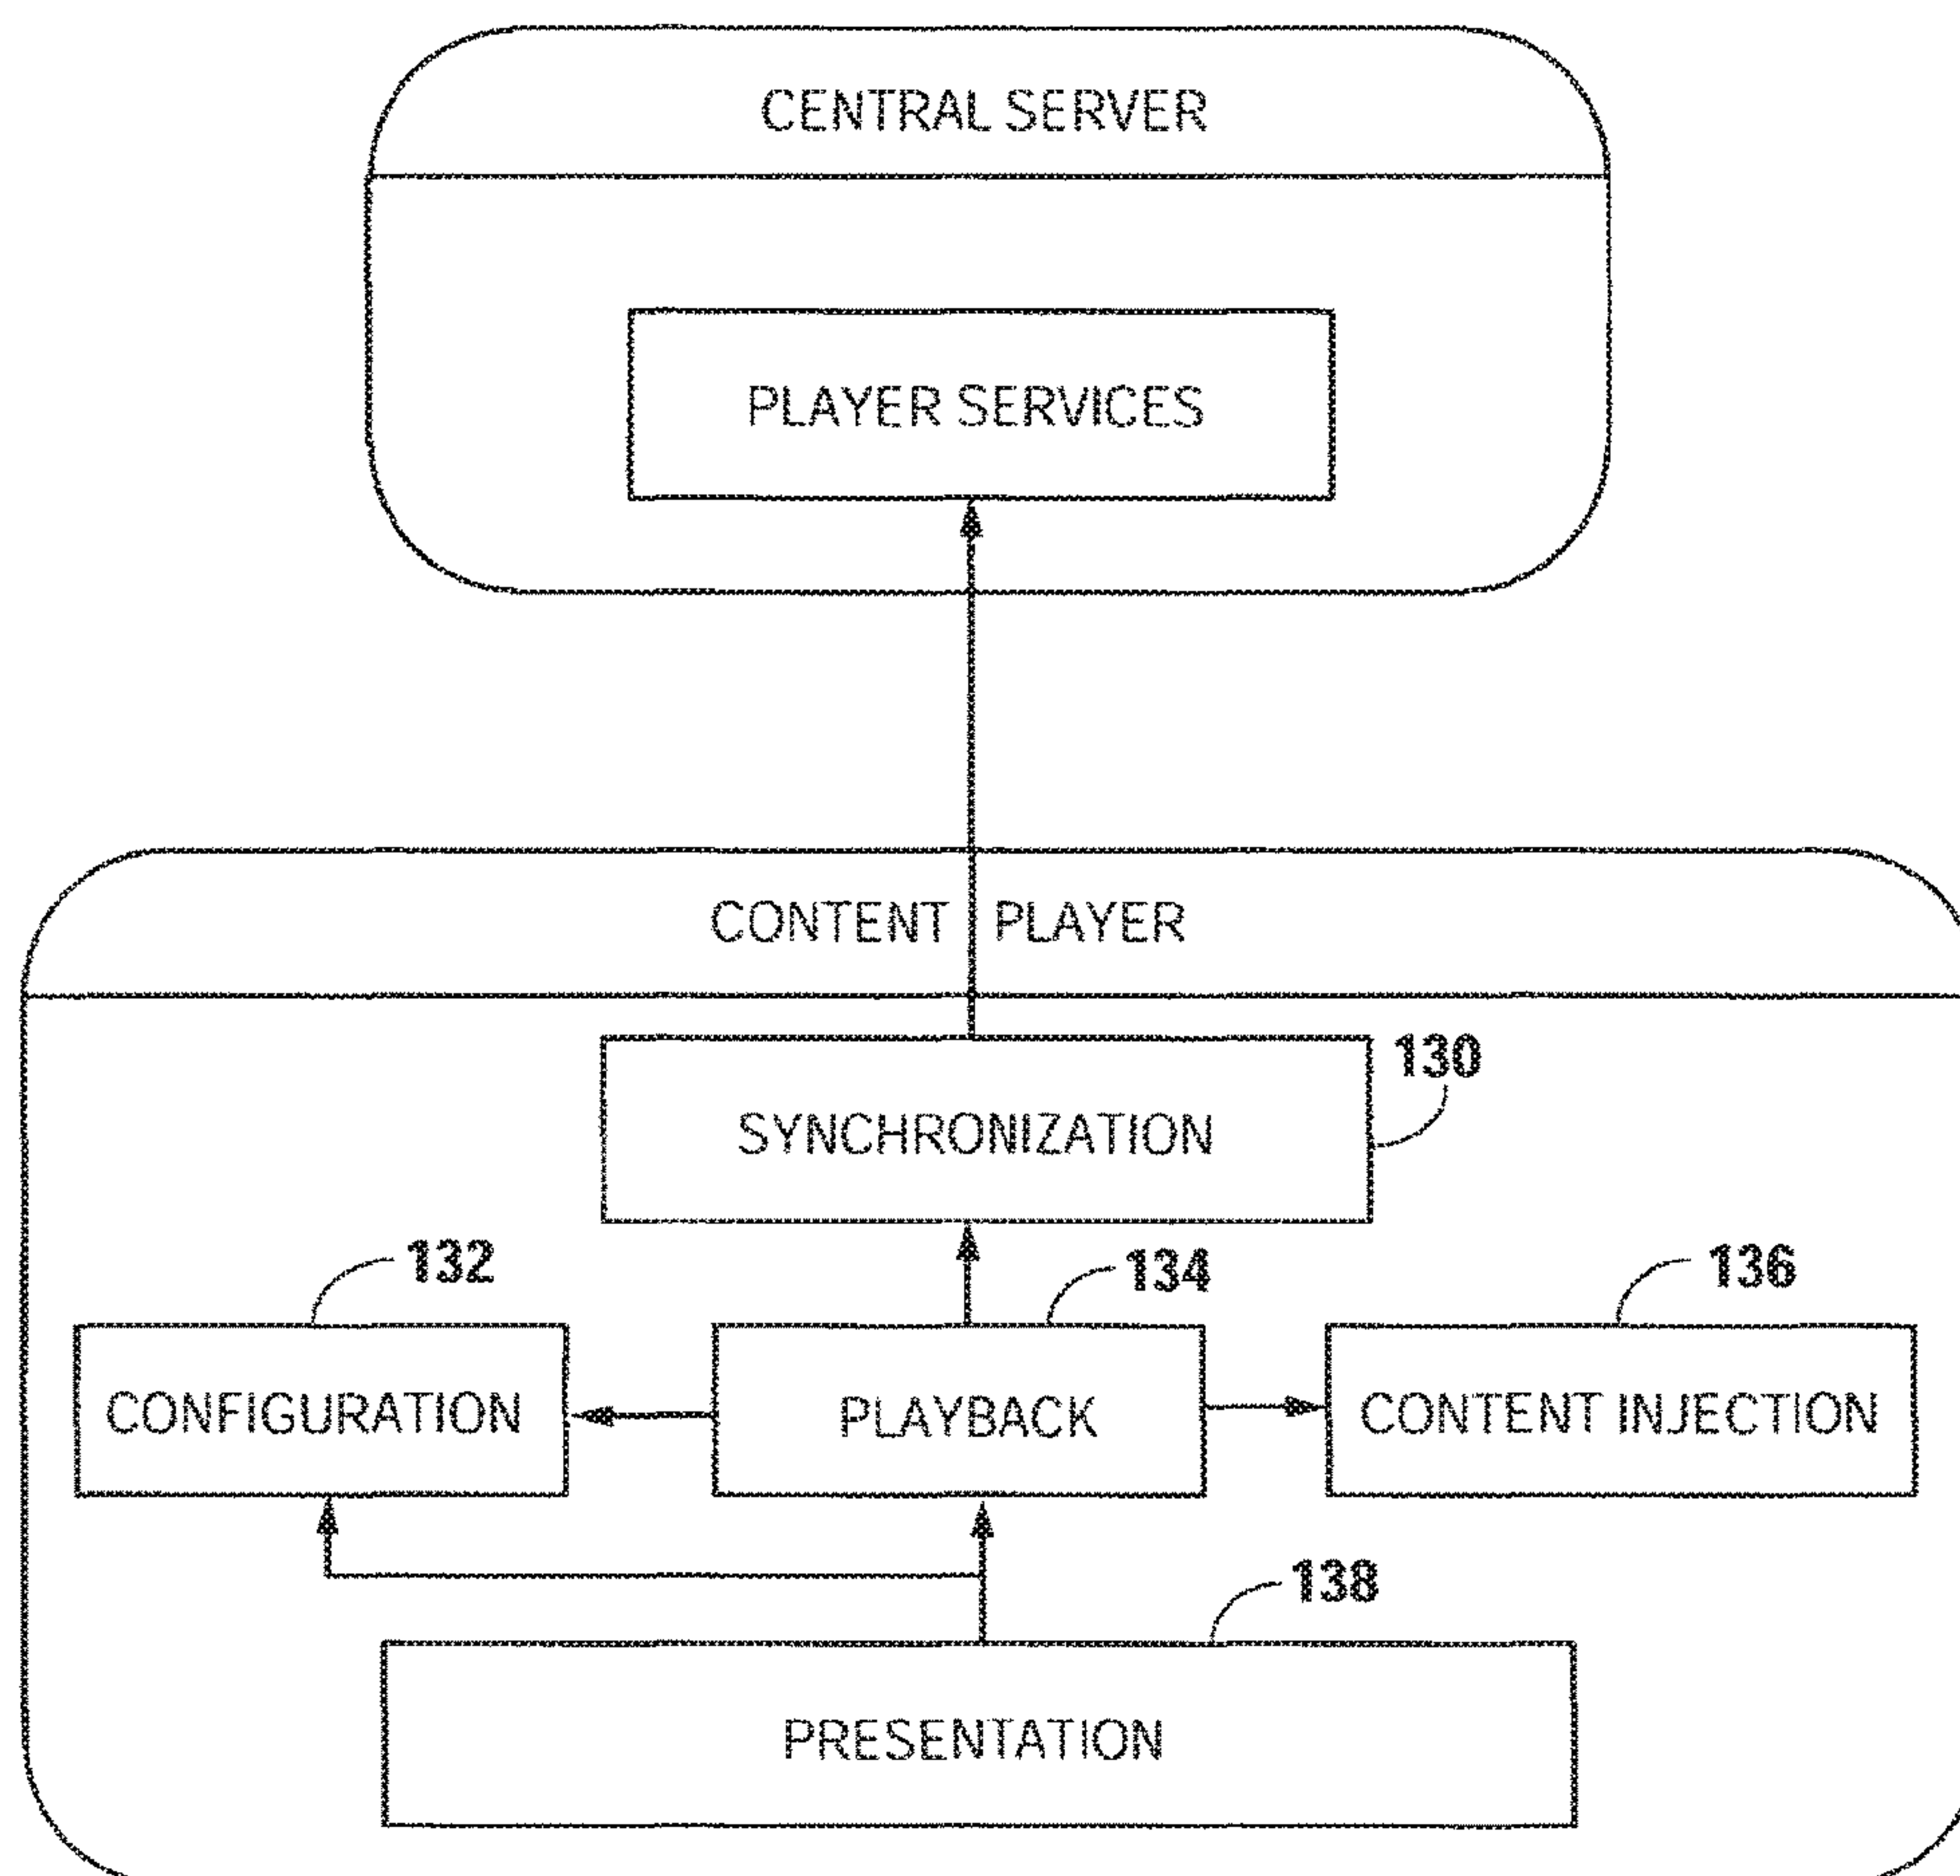 CENTRAL SERVER
PLAYER SERVICES
CONTENT PLAYER
130
SYNCHRONIZATION
132
134
136
CONFIGURATION
PLAYBACK
CONTENT INJECTION
138
PRESENTATION